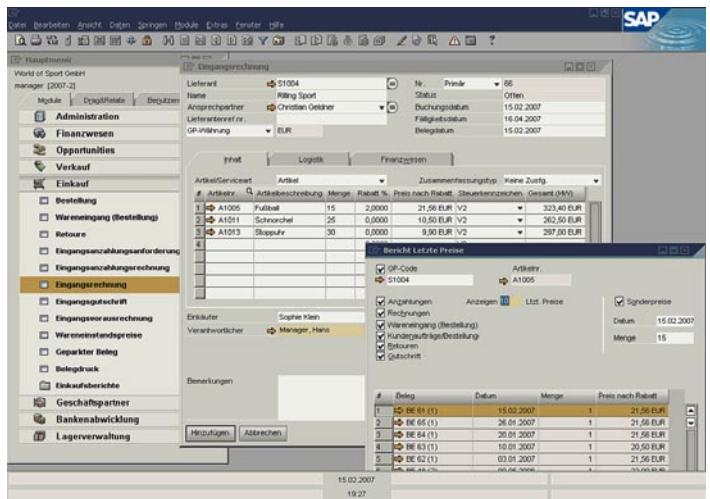 Datei Bearbeiten Ansicht Daten Springen Module Extras Fenster Hilfe
SAP
Hauptmenü
World of Sport GmbH
manager [2007-2]
Module Drag&Relate Benutzer
Administration
Finanzwesen
Opportunities
Verkauf
Einkauf
Bestellung
Wareneingang (Bestellung)
Retoure
Eingangsanzahlungsanforderung
Eingangsanzahlungsrechnung
Eingangsrechnung
Eingangsgutschrift
Eingangsvorausrechnung
Wareneinstandspreise
Geparkter Beleg
Belegdruck
Einkaufsberichte
Geschäftspartner
Bankenabwicklung
Lagerverwaltung
Eingangsrechnung
Lieferant S1004
Name Rilling Sport
Ansprechpartner Christian Geldner
Lieferantenref.nr.
GP-Währung EUR
Nr. Primär 66
Status Offen
Buchungsdatum 15.02.2007
Fälligkeitsdatum 16.04.2007
Belegdatum 15.02.2007
Inhalt Logistik Finanzwesen
Artikel/Serviceart Artikel Zusammenfassungstyp Keine Zusfg.
# Artikelnr. Artikelbeschreibung Menge Rabatt % Preis nach Rabatt Steuerkennzeichen Gesamt (HW)
1 A1005 Fußball 15 2,0000 21,56 EUR V2 323,40 EUR
2 A1011 Schnorchel 25 0,0000 10,50 EUR V2 262,50 EUR
3 A1013 Stoppuhr 30 0,0000 9,90 EUR V2 297,00 EUR
4
Einkäufer Sophie Klein
Verantwortlicher Manager, Hans
Bemerkungen
Hinzufügen Abbrechen
Bericht Letzte Preise
GP-Code Artikelnr.
S1004 A1005
Anzahlungen Anzeigen 10 Ltzt. Preise Sonderpreise
Rechnungen
Wareneingang (Bestellung) Datum 15.02.2007
Kundenaufträge/Bestellung
Menge 15
Retouren
Gutschrift
# Beleg Datum Menge Preis nach Rabatt
1 BE 61 (1) 15.02.2007 1 21,56 EUR
2 BE 65 (1) 26.01.2007 1 21,56 EUR
3 BE 64 (1) 20.01.2007 1 21,56 EUR
4 BE 63 (1) 10.01.2007 1 20,50 EUR
5 BE 62 (1) 03.01.2007 1 21,56 EUR
15.02.2007
19:27